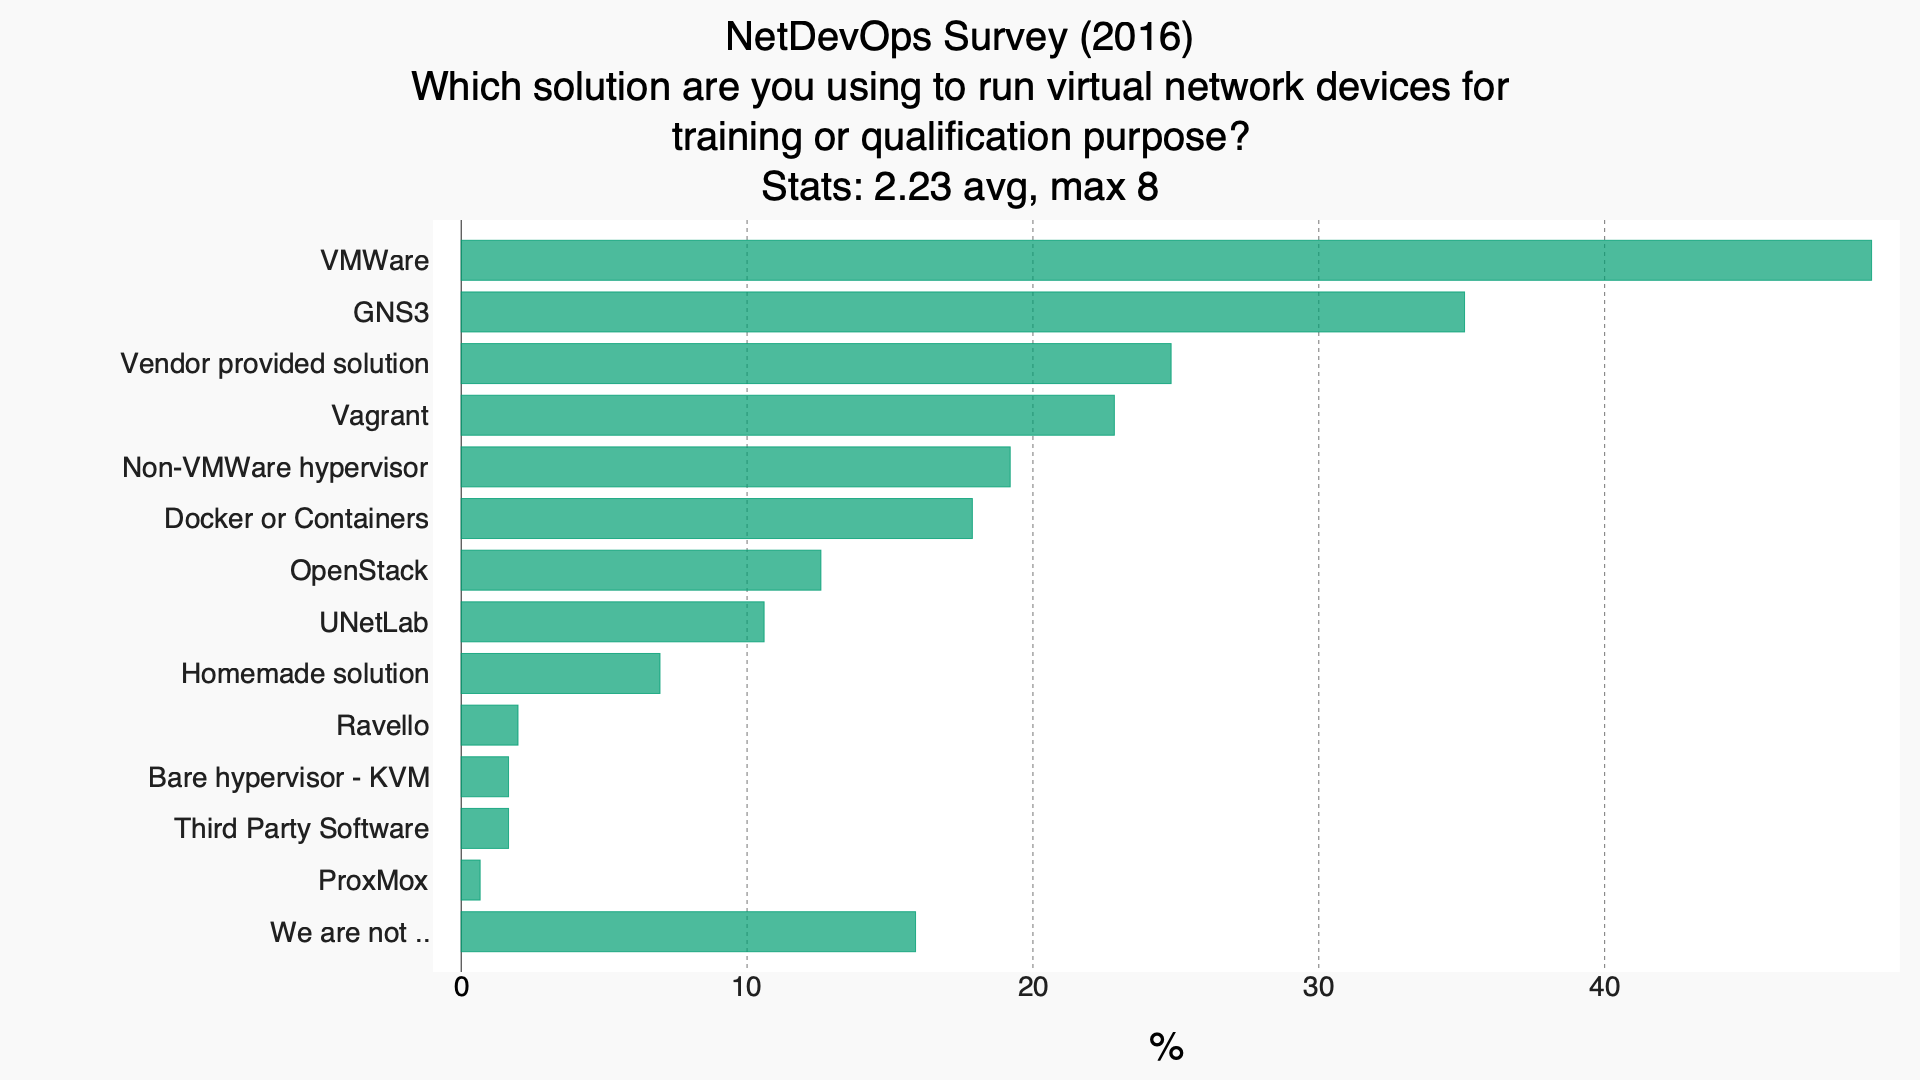 NetDevOps Survey (2016)
Which solution are you using to run virtual network devices for
training or qualification purpose?
Stats: 2.23 avg, max 8
VMWare
GNS3
Vendor provided solution
Vagrant
Non-VMWare hypervisor
Docker or Containers
OpenStack
UNetLab
Homemade solution
Ravello
Bare hypervisor - KVM
Third Party Software
ProxMox
We are not ..
0 10 20 30 40
%